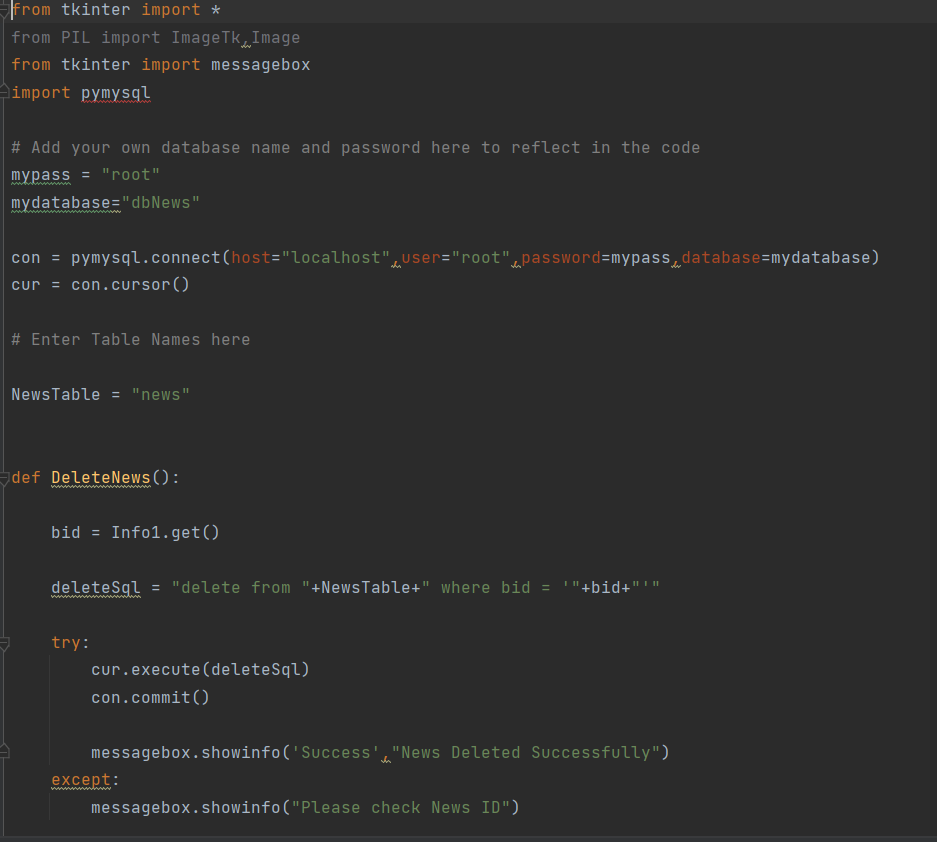 from tkinter import *
from PIL import ImageTk,Image
from tkinter import messagebox
import pymysql
# Add your own database name and password here to reflect in the code
mypass = "root"
mydatabase="dbNews"
con = pymysql.connect(host="localhost",user="root",password=mypass,database=mydatabase)
cur = con.cursor()
# Enter Table Names here
NewsTable = "news"
def DeleteNews():
    bid = Info1.get()
    deleteSql = "delete from "+NewsTable+" where bid = '"+bid+"'"
    try:
        cur.execute(deleteSql)
        con.commit()
        messagebox.showinfo('Success',"News Deleted Successfully")
    except:
        messagebox.showinfo("Please check News ID")